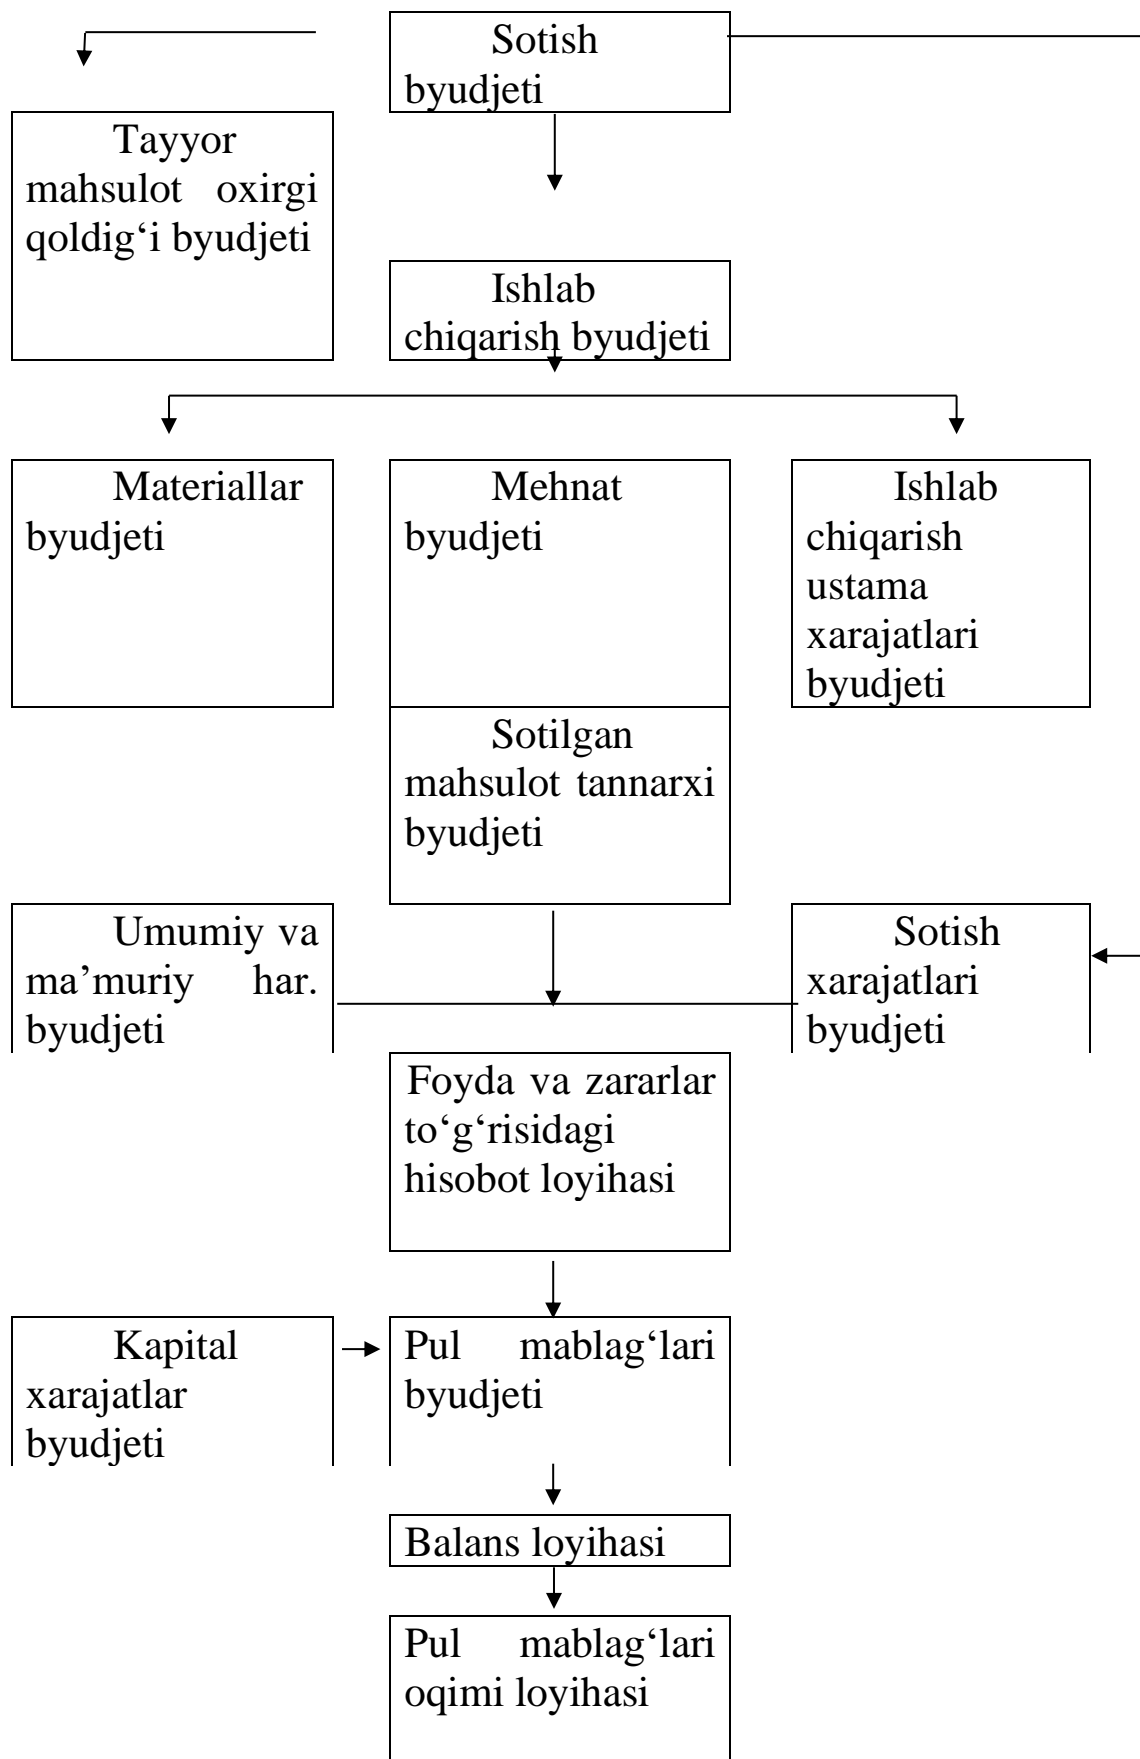 Sotish
byudjeti
Tayyor
mahsulot oxirgi
qoldig‘i byudjeti
Ishlab
chiqarish byudjeti
Materiallar
byudjeti
Mehnat
byudjeti
Ishlab
chiqarish
ustama
xarajatlari
byudjeti
Sotilgan
mahsulot tannarxi
byudjeti
Umumiy va
ma’muriy har.
byudjeti
Sotish
xarajatlari
byudjeti
Foyda va zararlar
to‘g‘risidagi
hisobot loyihasi
Kapital
xarajatlar
byudjeti
Pul mablag‘lari
byudjeti
Balans loyihasi
Pul mablag‘lari
oqimi loyihasi